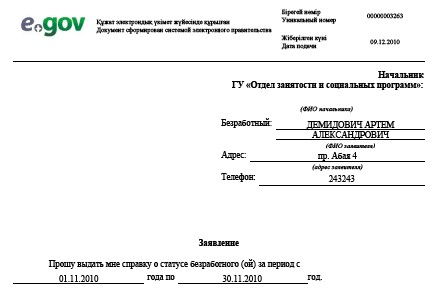 e.gov
Құжат электрондық үкімет жүйесінде құрылған
Документ сформирован системой электронного правительства
Бірегей нөмір
Уникальный номер
00000003263
Жіберілген күні
Дата подачи
09.12.2010
Начальник
ГУ «Отдел занятости и социальных программ»:
(ФИО начальника)
Безработный: ДЕМИДОВИЧ АРТЕМ
АЛЕКСАНДРОВИЧ
(ФИО заявителя)
Адрес: пр. Абая 4
(адрес заявителя)
Телефон: 243243
Заявление
Прошу выдать мне справку о статусе безработного (ой) за период с
01.11.2010 года по 30.11.2010 год.